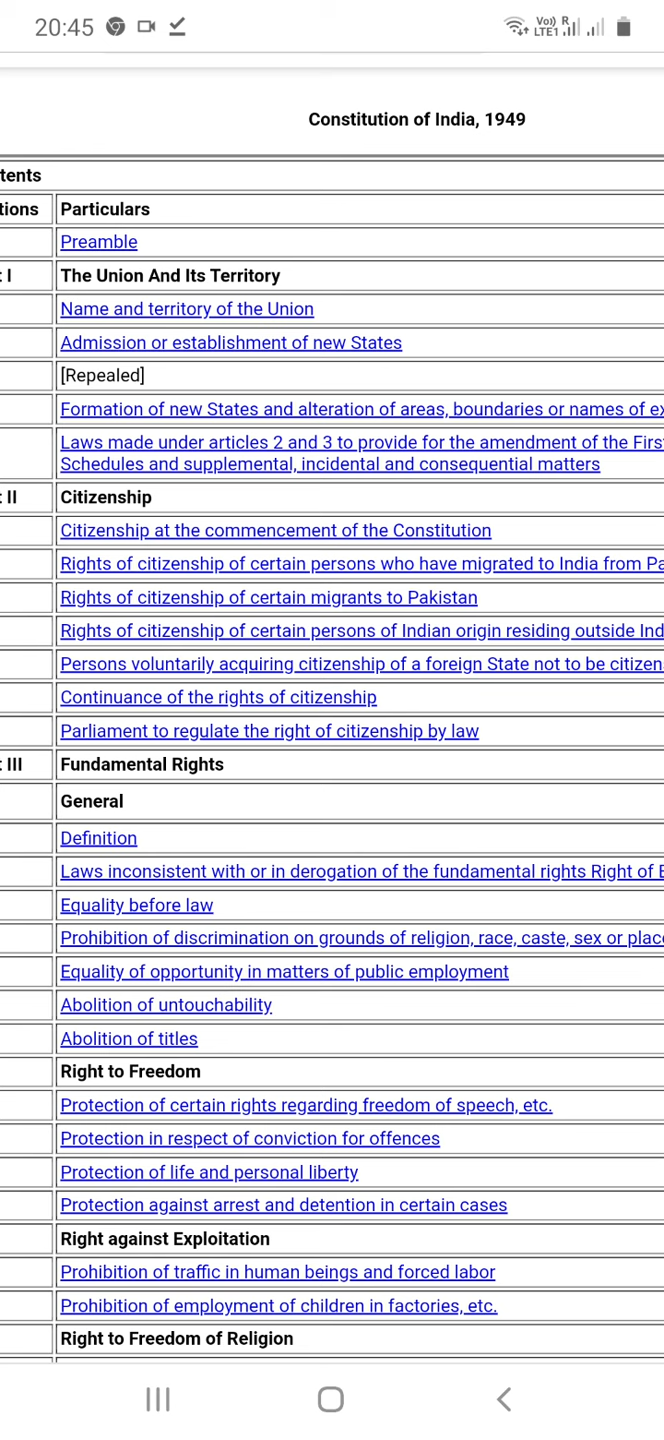 20:45
Vo) R
LTE1
Constitution of India, 1949
tents
tions Particulars
Preamble
t I The Union And Its Territory
Name and territory of the Union
Admission or establishment of new States
[Repealed]
Formation of new States and alteration of areas, boundaries or names of ex
Laws made under articles 2 and 3 to provide for the amendment of the Firs
Schedules and supplemental, incidental and consequential matters
t II Citizenship
Citizenship at the commencement of the Constitution
Rights of citizenship of certain persons who have migrated to India from Pa
Rights of citizenship of certain migrants to Pakistan
Rights of citizenship of certain persons of Indian origin residing outside Ind
Persons voluntarily acquiring citizenship of a foreign State not to be citizen
Continuance of the rights of citizenship
Parliament to regulate the right of citizenship by law
t III Fundamental Rights
General
Definition
Laws inconsistent with or in derogation of the fundamental rights Right of E
Equality before law
Prohibition of discrimination on grounds of religion, race, caste, sex or place
Equality of opportunity in matters of public employment
Abolition of untouchability
Abolition of titles
Right to Freedom
Protection of certain rights regarding freedom of speech, etc.
Protection in respect of conviction for offences
Protection of life and personal liberty
Protection against arrest and detention in certain cases
Right against Exploitation
Prohibition of traffic in human beings and forced labor
Prohibition of employment of children in factories, etc.
Right to Freedom of Religion